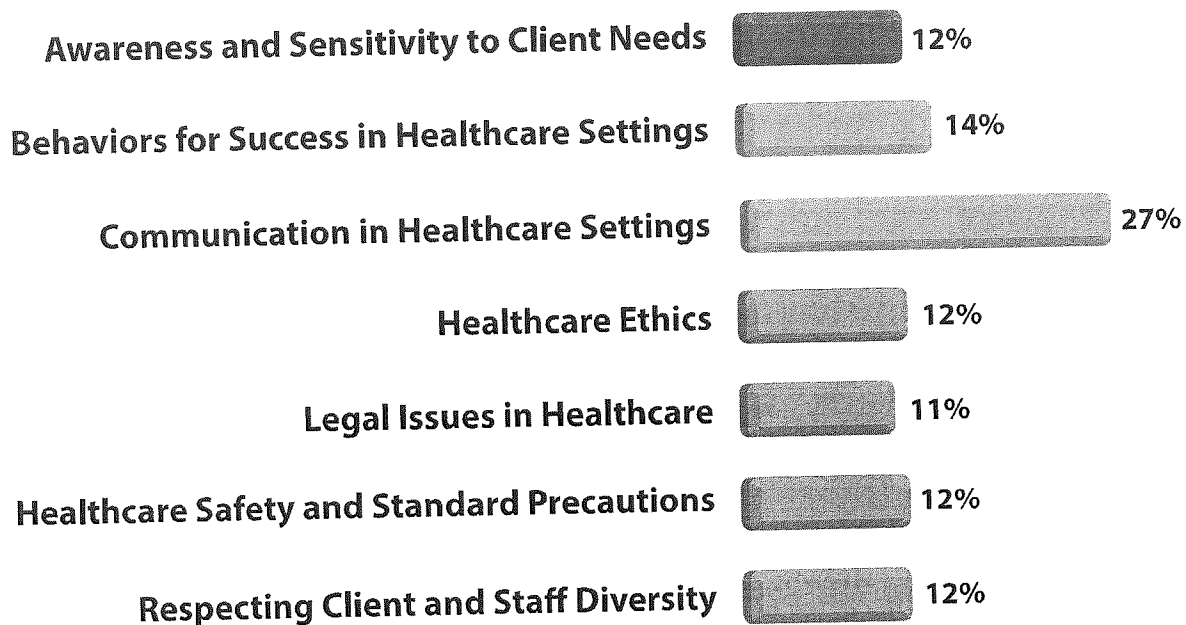 Awareness and Sensitivity to Client Needs 12%
Behaviors for Success in Healthcare Settings 14%
Communication in Healthcare Settings 27%
Healthcare Ethics 12%
Legal Issues in Healthcare 11%
Healthcare Safety and Standard Precautions 12%
Respecting Client and Staff Diversity 12%